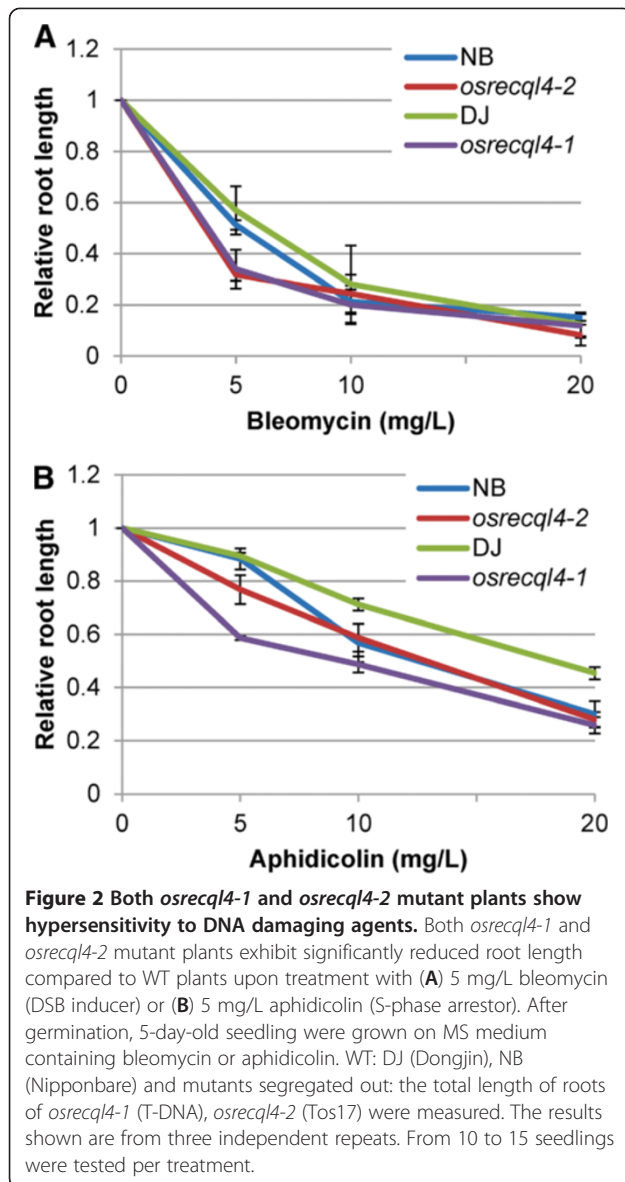 A
1.2
1
0.8
0.6
0.4
0.2
0
Relative root length
NB
osrecql4-2
DJ
osrecql4-1
0 5 10 20
Bleomycin (mg/L)
B
1.2
1
0.8
0.6
0.4
0.2
0
Relative root length
NB
osrecql4-2
DJ
osrecql4-1
0 5 10 20
Aphidicolin (mg/L)
Figure 2 Both osrecql4-1 and osrecql4-2 mutant plants show
hypersensitivity to DNA damaging agents. Both osrecql4-1 and
osrecql4-2 mutant plants exhibit significantly reduced root length
compared to WT plants upon treatment with (A) 5 mg/L bleomycin
(DSB inducer) or (B) 5 mg/L aphidicolin (S-phase arrestor). After
germination, 5-day-old seedling were grown on MS medium
containing bleomycin or aphidicolin. WT: DJ (Dongjin), NB
(Nipponbare) and mutants segregated out: the total length of roots
of osrecql4-1 (T-DNA), osrecql4-2 (Tos17) were measured. The results
shown are from three independent repeats. From 10 to 15 seedlings
were tested per treatment.